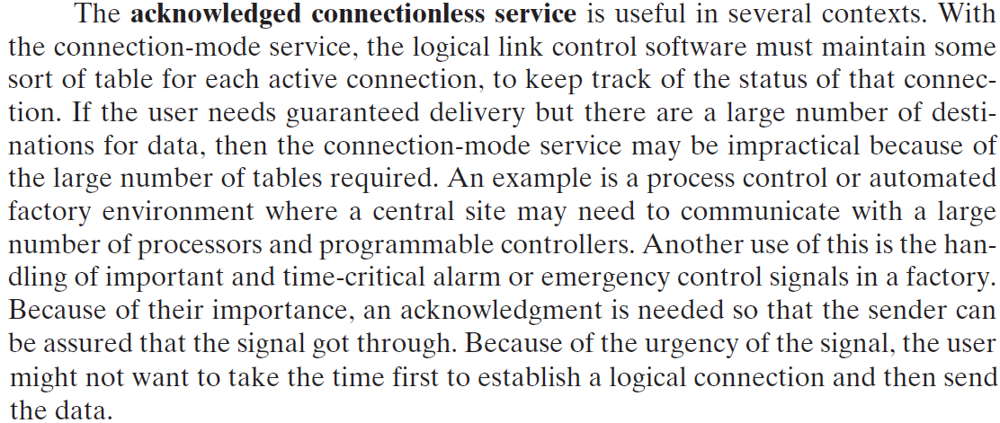 The acknowledged connectionless service is useful in several contexts. With
the connection-mode service, the logical link control software must maintain some
sort of table for each active connection, to keep track of the status of that connec-
tion. If the user needs guaranteed delivery but there are a large number of desti-
nations for data, then the connection-mode service may be impractical because of
the large number of tables required. An example is a process control or automated
factory environment where a central site may need to communicate with a large
number of processors and programmable controllers. Another use of this is the han-
dling of important and time-critical alarm or emergency control signals in a factory.
Because of their importance, an acknowledgment is needed so that the sender can
be assured that the signal got through. Because of the urgency of the signal, the user
might not want to take the time first to establish a logical connection and then send
the data.